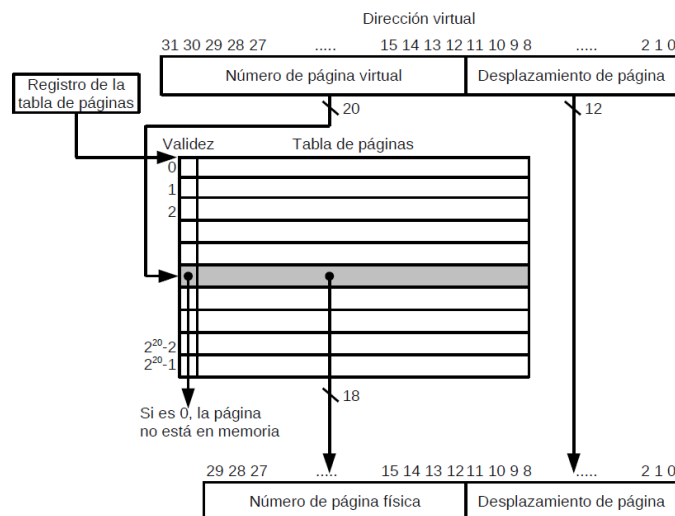 Dirección virtual
31 30 29 28 27 ..... 15 14 13 12 11 10 9 8 ..... 2 1 0
Número de página virtual Desplazamiento de página
Registro de la
tabla de páginas
20 12
Validez Tabla de páginas
0
1
2
2²⁰-2
2²⁰-1
18
Si es 0, la página
no está en memoria
29 28 27 ..... 15 14 13 12 11 10 9 8 ..... 2 1 0
Número de página física Desplazamiento de página